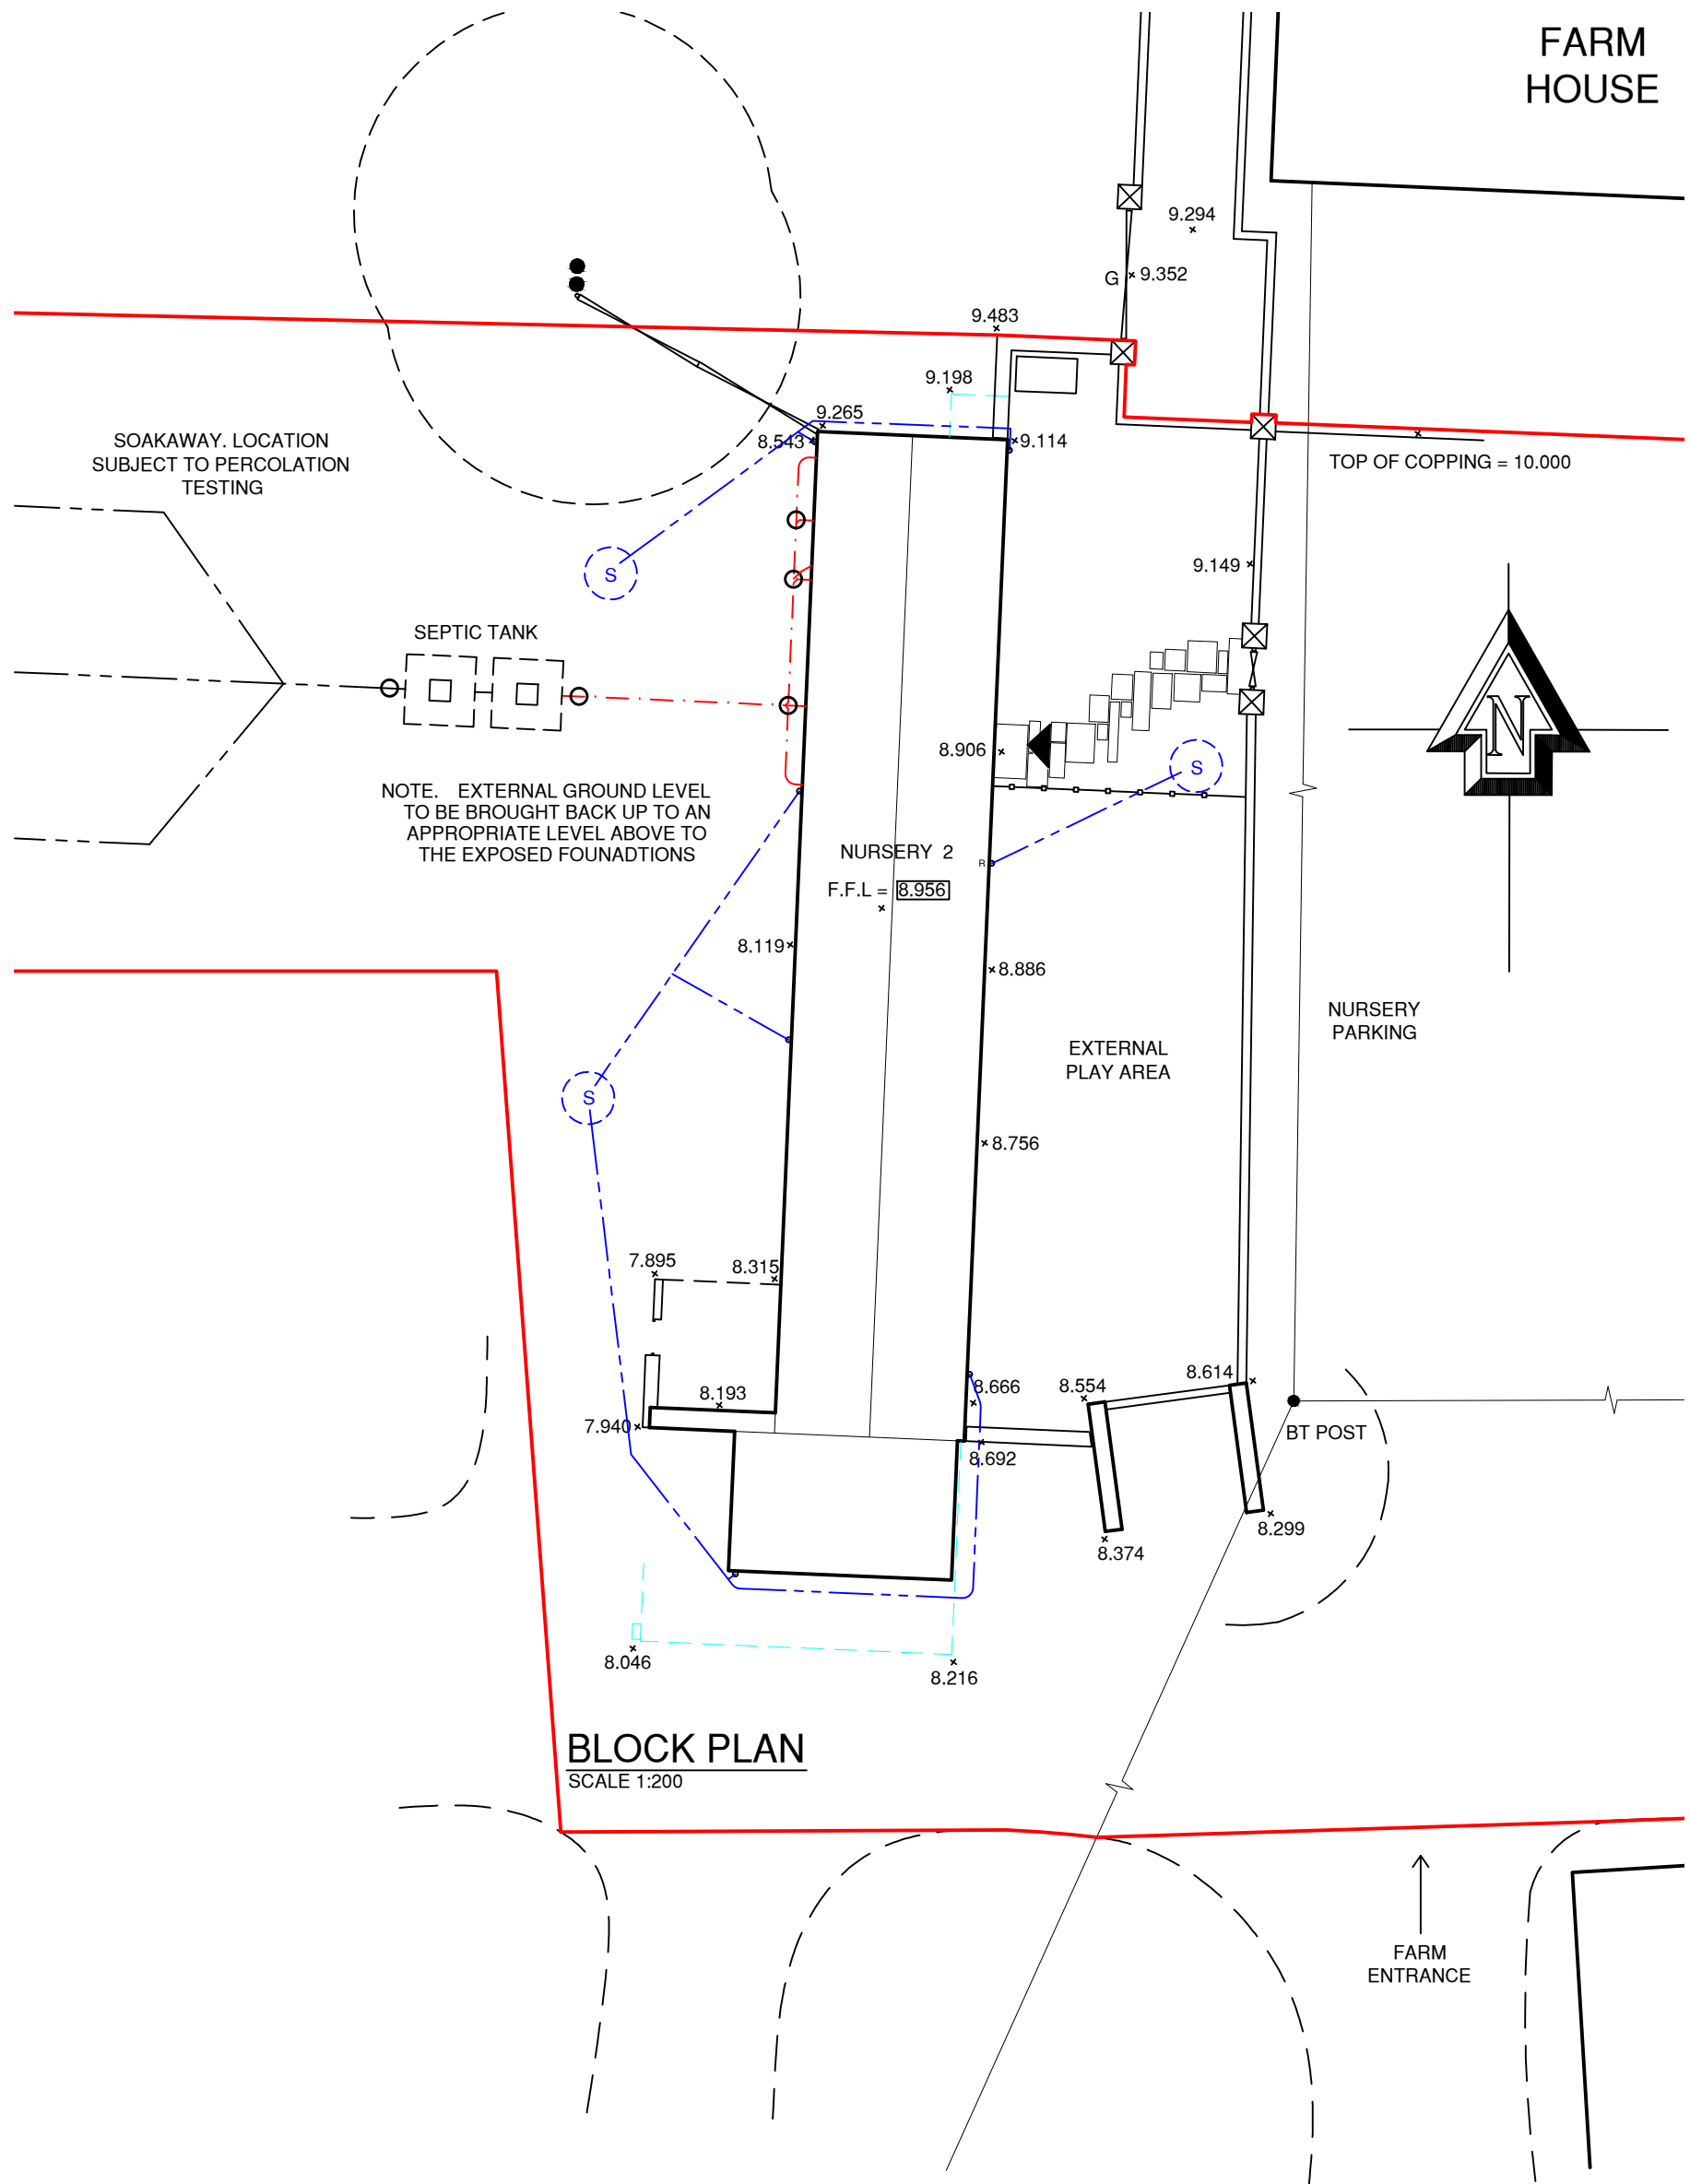 FARM
HOUSE
9.294
G
9.352
9.483
9.198
9.265
8.543
9.114
SOAKAWAY. LOCATION
SUBJECT TO PERCOLATION
TESTING
TOP OF COPPING = 10.000
S
9.149
SEPTIC TANK
N
8.906
S
NOTE. EXTERNAL GROUND LEVEL
TO BE BROUGHT BACK UP TO AN
APPROPRIATE LEVEL ABOVE TO
THE EXPOSED FOUNADTIONS
NURSERY 2
R
F.F.L = 8.956
8.119
8.886
NURSERY
PARKING
EXTERNAL
PLAY AREA
S
8.756
7.895
8.315
8.193
8.666
8.554
8.614
7.940
BT POST
8.692
8.299
8.374
8.046
8.216
BLOCK PLAN
SCALE 1:200
FARM
ENTRANCE